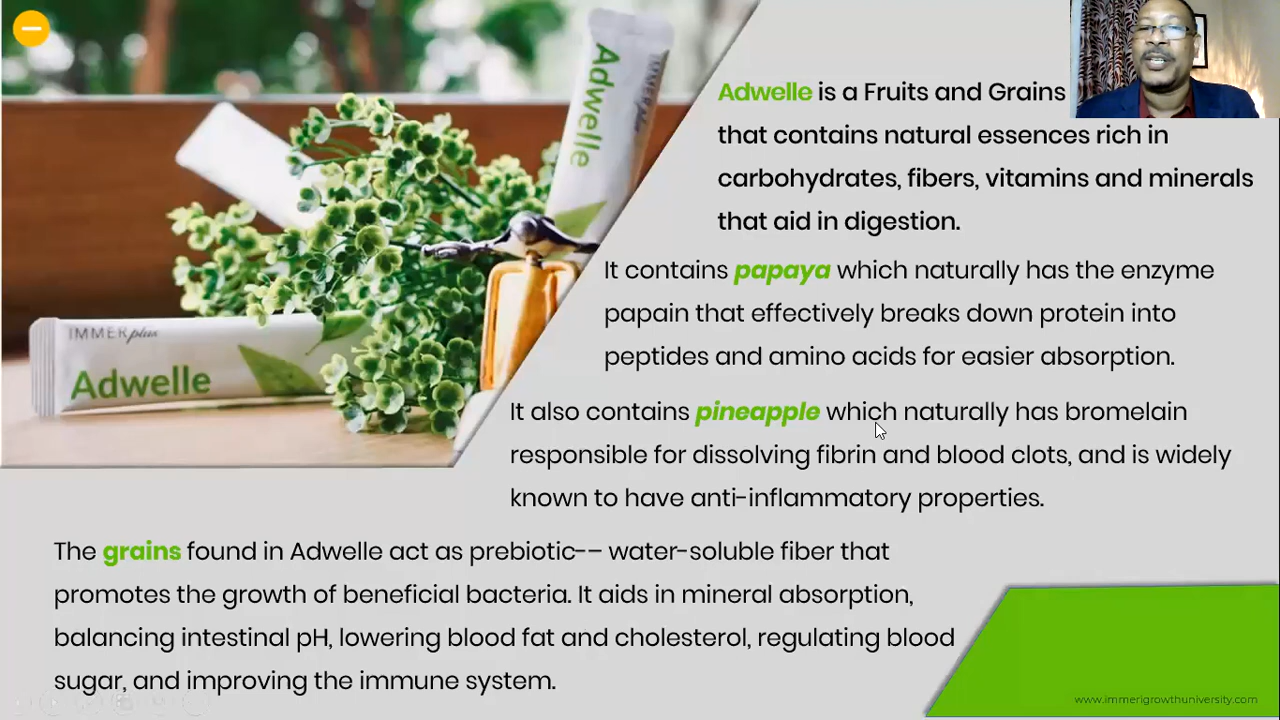 Adwelle
IMMERplus
Adwelle is a Fruits and Grains
that contains natural essences rich in
carbohydrates, fibers, vitamins and minerals
that aid in digestion.
It contains papaya which naturally has the enzyme
papain that effectively breaks down protein into
peptides and amino acids for easier absorption.
IMMERplus
Adwelle
It also contains pineapple which naturally has bromelain
responsible for dissolving fibrin and blood clots, and is widely
known to have anti-inflammatory properties.
The grains found in Adwelle act as prebiotic-– water-soluble fiber that
promotes the growth of beneficial bacteria. It aids in mineral absorption,
balancing intestinal pH, lowering blood fat and cholesterol, regulating blood
sugar, and improving the immune system.
www.immerigrowthuniversity.com